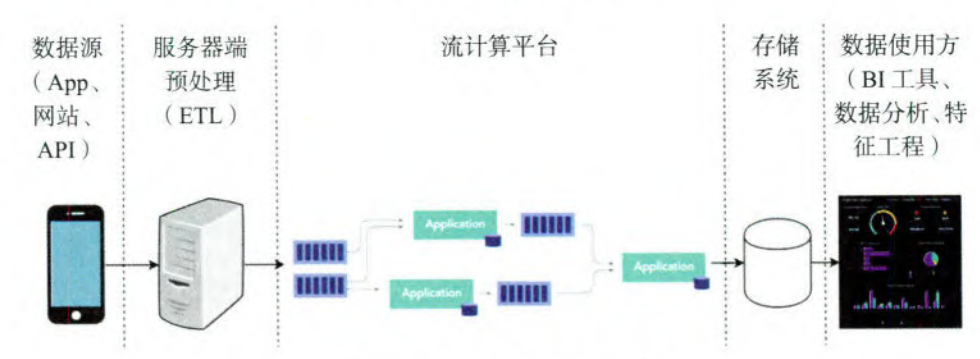 数据源
（App、
网站、
API）
服务器端
预处理
（ETL）
流计算平台
存储
系统
数据使用方
（BI 工具、
数据分析、特
征工程）
Application
Application
Application